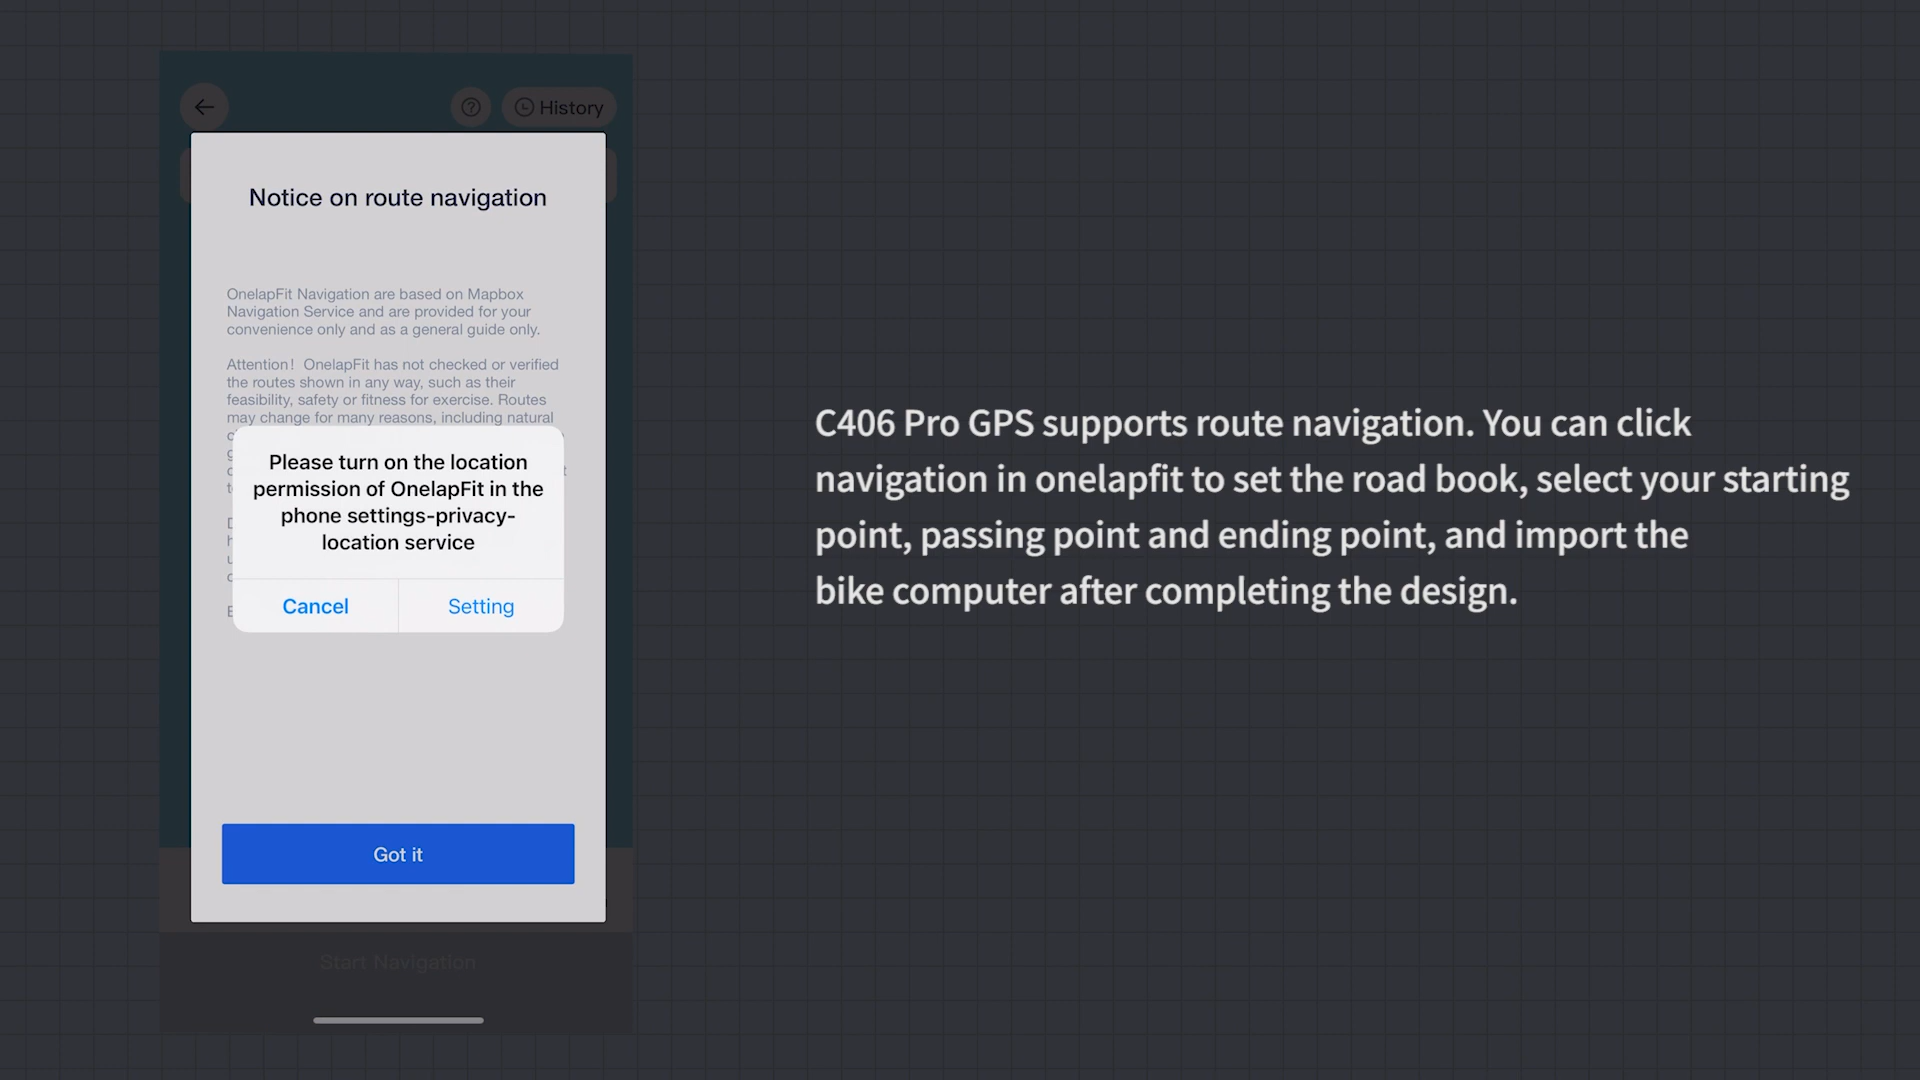 History
Notice on route navigation
OnelapFit Navigation are based on Mapbox
Navigation Service and are provided for your
convenience only and as a general guide only.
Attention! OnelapFit has not checked or verified
the routes shown in any way, such as their
feasibility, safety or fitness for exercise. Routes
may change for many reasons, including natural
Please turn on the location
permission of OnelapFit in the
phone settings-privacy-
location service
Cancel
Setting
Got it
Start Navigation
C406 Pro GPS supports route navigation. You can click
navigation in onelapfit to set the road book, select your starting
point, passing point and ending point, and import the
bike computer after completing the design.